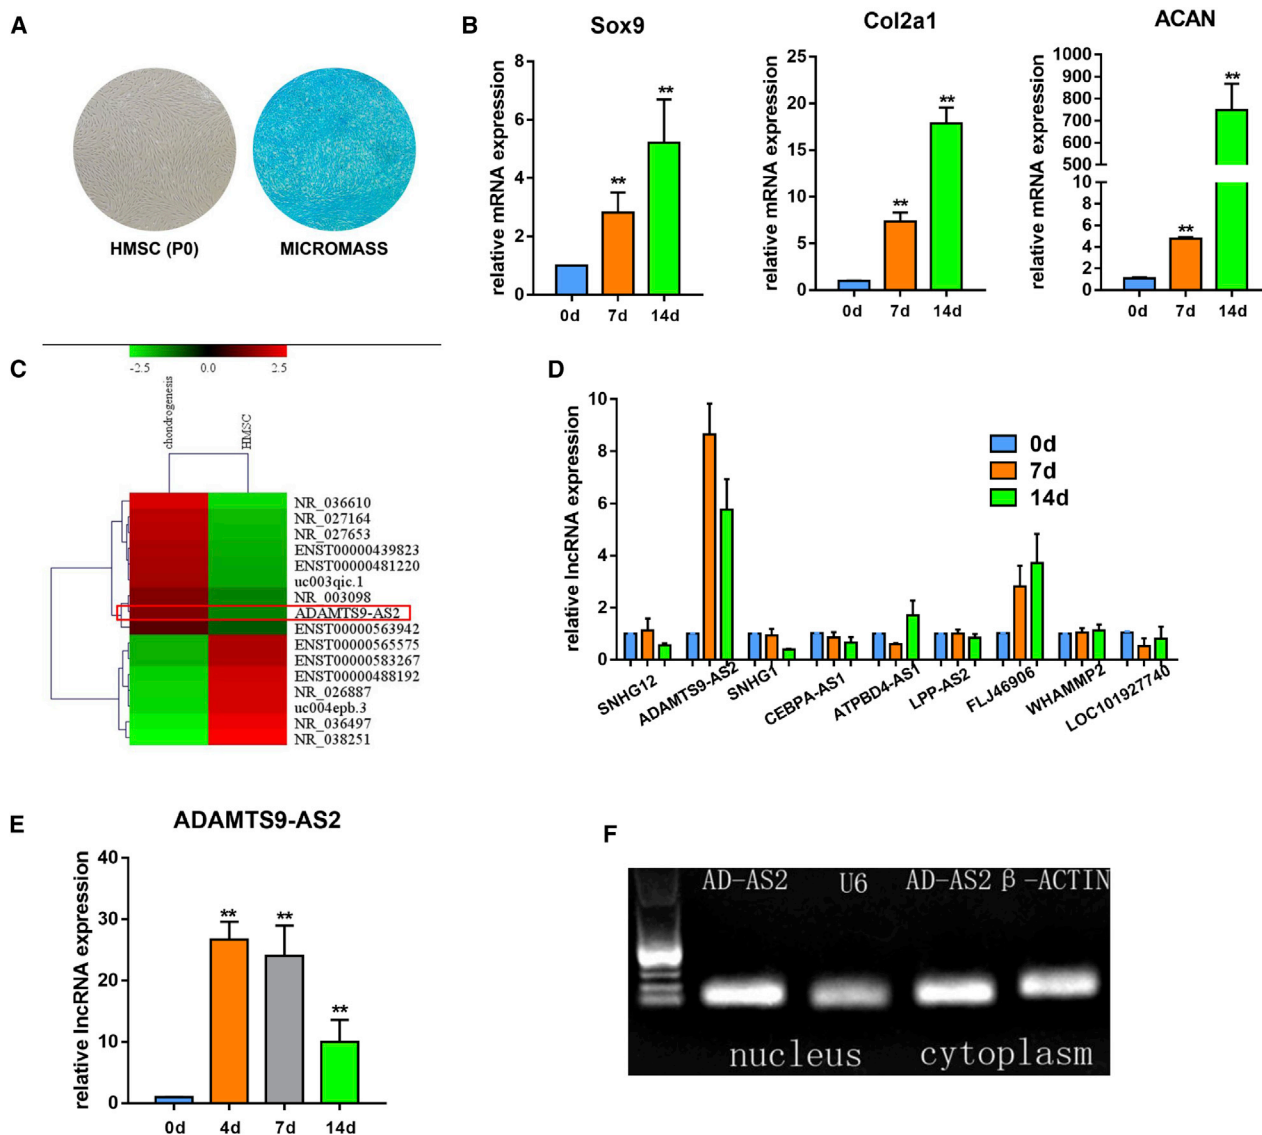 A
HMSC (P0)
MICROMASS
B
Sox9
relative mRNA expression
8
6
4
2
0
**
**
0d 7d 14d
Col2a1
relative mRNA expression
25
20
15
10
5
0
**
**
0d 7d 14d
ACAN
relative mRNA expression
1000
900
800
700
600
500
10
8
6
4
2
0
**
**
0d 7d 14d
C
-2.5 0.0 2.5
chondrogenesis
HMSC
NR_036610
NR_027164
NR_027653
ENST00000439823
ENST00000481220
uc003qic.1
NR_003098
ADAMTS9-AS2
ENST00000563942
ENST00000565575
ENST00000583267
ENST00000488192
NR_026887
uc004epb.3
NR_036497
NR_038251
D
relative lncRNA expression
10
8
6
4
2
0
0d
7d
14d
SNHG12
ADAMTS9-AS2
SNHG1
CEBPA-AS1
ATPBD4-AS1
LPP-AS2
FLJ46906
WHAMMP2
LOC101927740
E
ADAMTS9-AS2
relative lncRNA expression
40
30
20
10
0
**
**
**
0d 4d 7d 14d
F
AD-AS2 U6 AD-AS2 β-ACTIN
nucleus cytoplasm